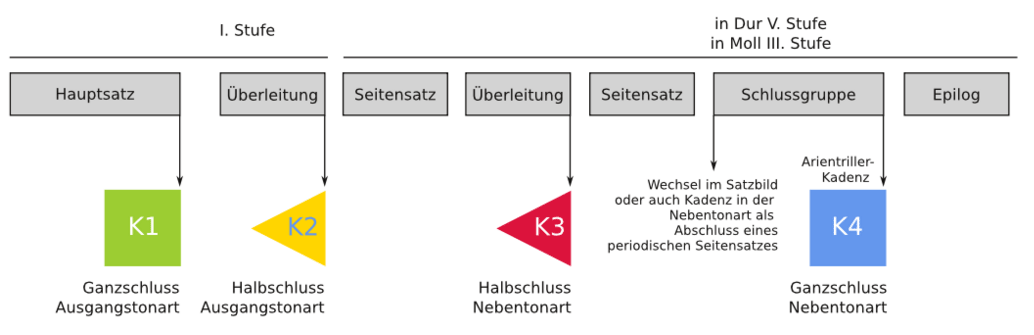 I. Stufe
in Dur V. Stufe
in Moll III. Stufe
Hauptsatz
Überleitung
Seitensatz
Überleitung
Seitensatz
Schlussgruppe
Epilog
Arientriller-
Kadenz
Wechsel im Satzbild
oder auch Kadenz in der
Nebentonart als
Abschluss eines
periodischen Seitensatzes
K1
K2
K3
K4
Ganzschluss
Ausgangstonart
Halbschluss
Ausgangstonart
Halbschluss
Nebentonart
Ganzschluss
Nebentonart